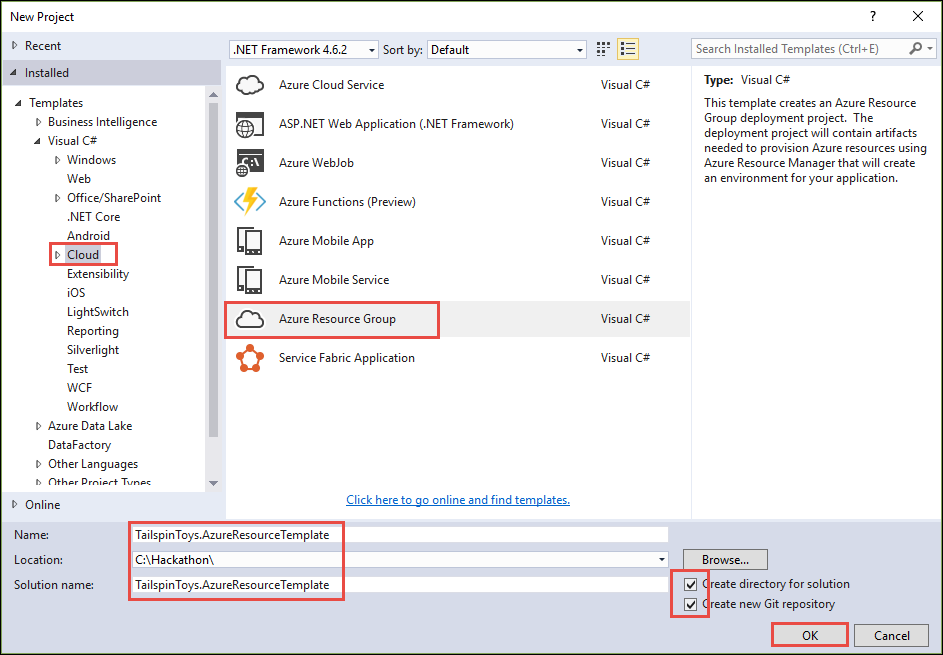 New Project
?
Recent
.NET Framework 4.6.2
Sort by:
Default
Search Installed Templates (Ctrl+E)
Installed
Templates
Business Intelligence
Visual C#
Windows
Web
Office/SharePoint
.NET Core
Android
Cloud
Extensibility
iOS
LightSwitch
Reporting
Silverlight
Test
WCF
Workflow
Azure Data Lake
DataFactory
Other Languages
Other Project Types
Online
Azure Cloud Service Visual C#
ASP.NET Web Application (.NET Framework) Visual C#
Azure WebJob Visual C#
Azure Functions (Preview) Visual C#
Azure Mobile App Visual C#
Azure Mobile Service Visual C#
Azure Resource Group Visual C#
Service Fabric Application Visual C#
Click here to go online and find templates.
Type: Visual C#
This template creates an Azure Resource
Group deployment project. The
deployment project will contain artifacts
needed to provision Azure resources using
Azure Resource Manager that will create
an environment for your application.
Name: TailspinToys.AzureResourceTemplate
Location: C:\Hackathon\
Browse...
Solution name: TailspinToys.AzureResourceTemplate
Create directory for solution
Create new Git repository
OK
Cancel